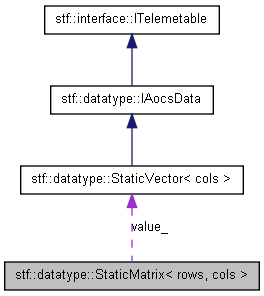 stf::interface::ITelemetable
stf::datatype::IAocsData
stf::datatype::StaticVector< cols >
value_
stf::datatype::StaticMatrix< rows, cols >